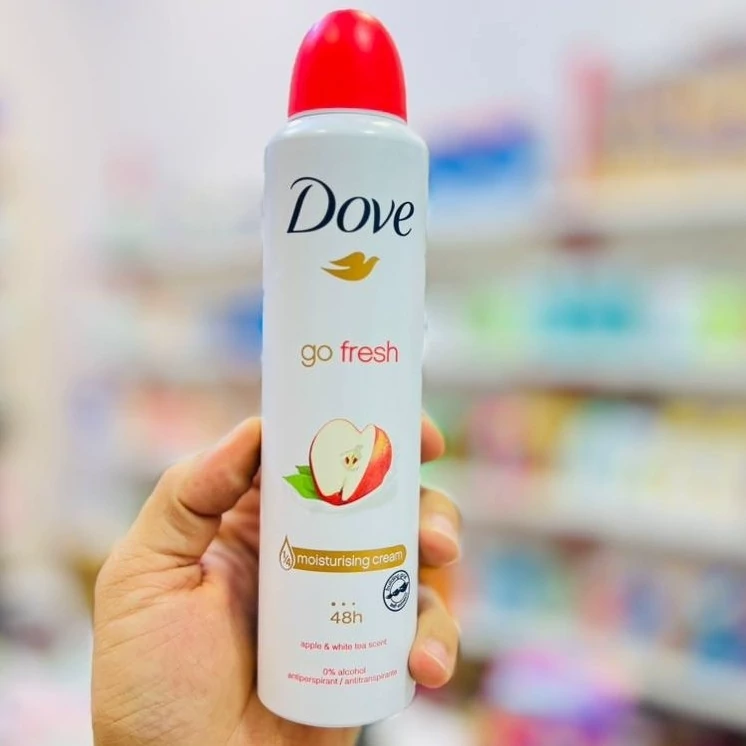 Dove
go fresh
1/4 moisturising cream
48h
apple & white tea scent
0% alcohol
antiperspirant / antitranspirante